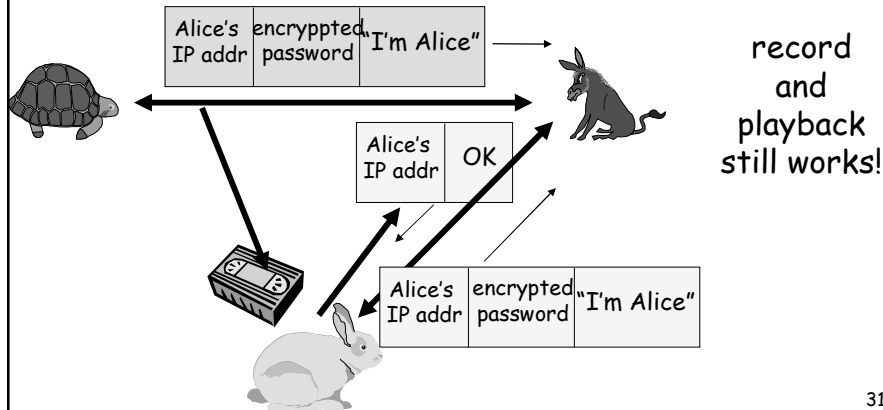 Alice's
IP addr
encryppted
password
"I'm Alice"
record
and
playback
still works!
Alice's
IP addr
OK
Alice's
IP addr
encrypted
password
"I'm Alice"
31